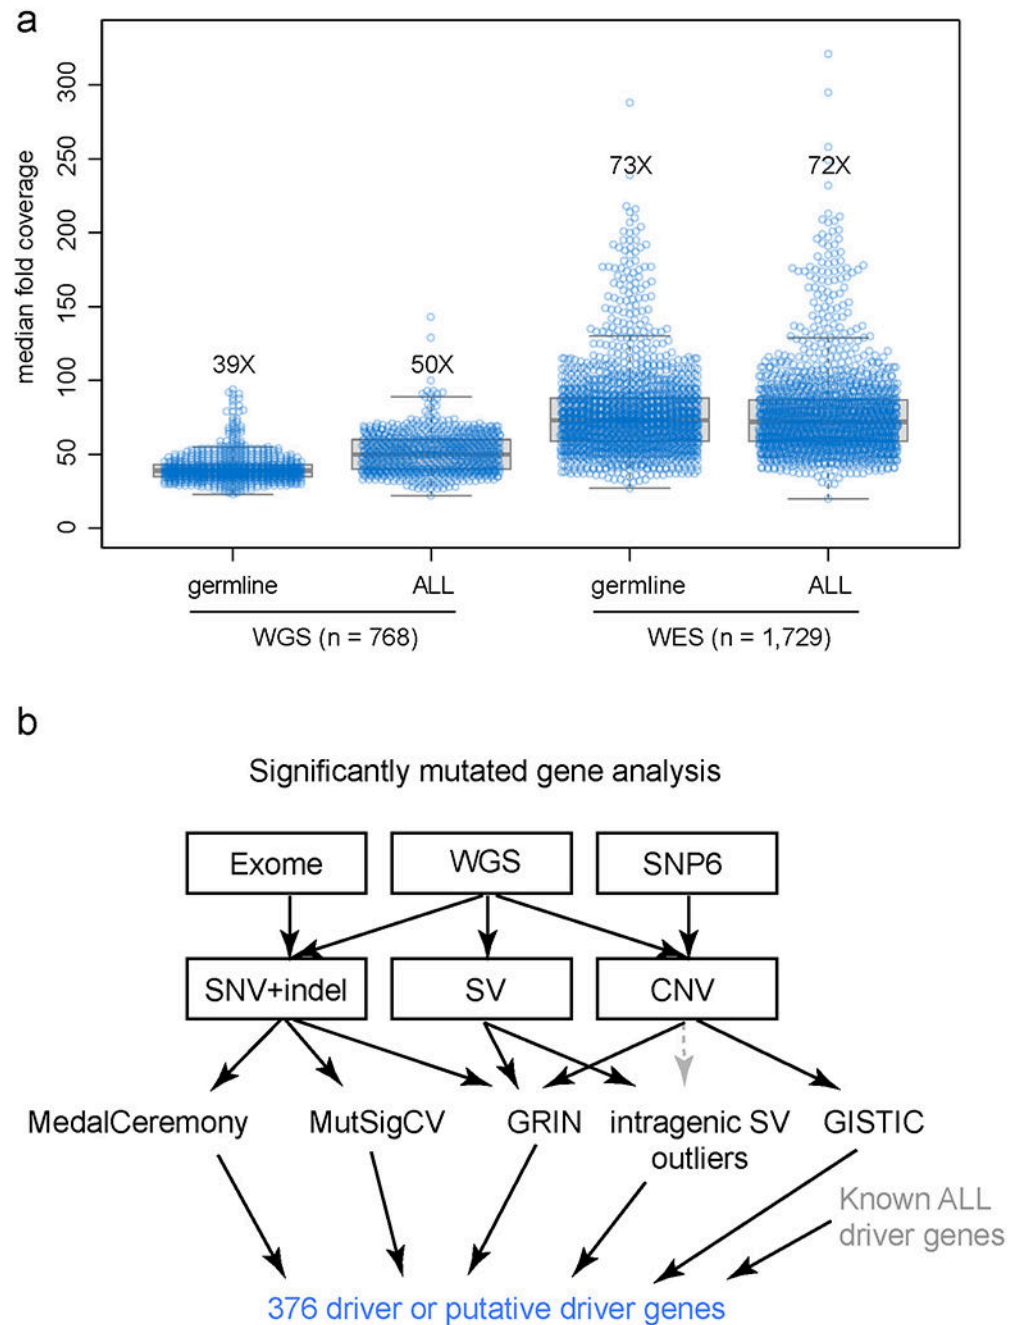 a
median fold coverage
300
250
200
150
100
50
0
39X
50X
73X
72X
germline
ALL
germline
ALL
WGS (n = 768)
WES (n = 1,729)
b
Significantly mutated gene analysis
Exome
WGS
SNP6
SNV+indel
SV
CNV
MedalCeremony
MutSigCV
GRIN
intragenic SV
outliers
GISTIC
Known ALL
driver genes
376 driver or putative driver genes